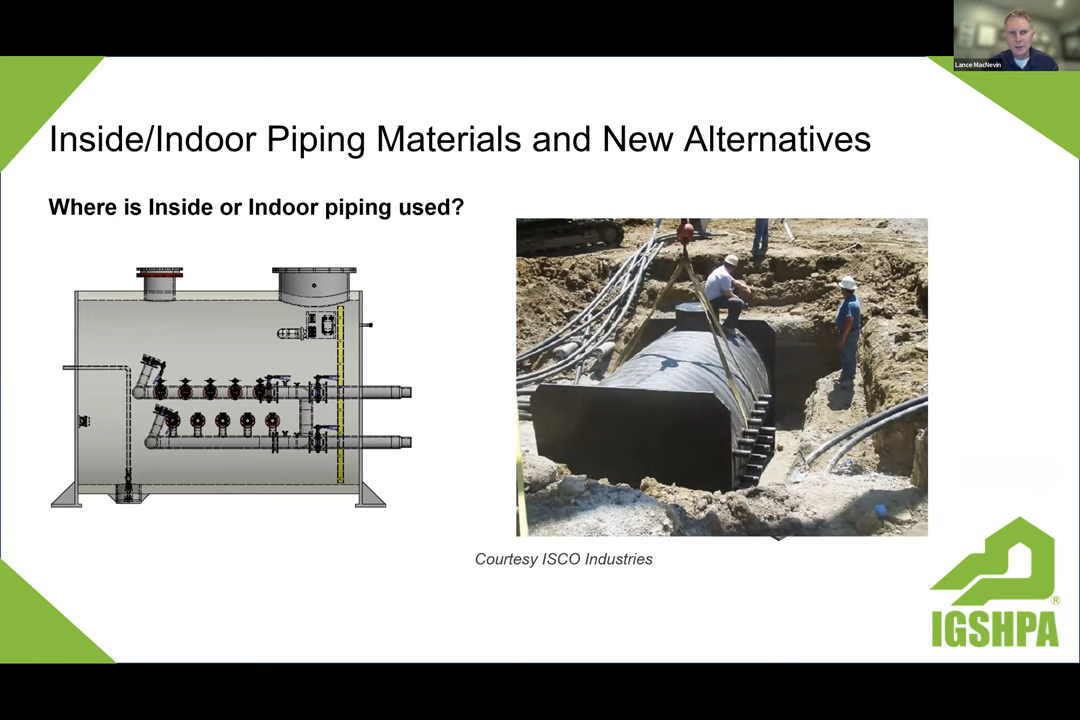 Lance MacNevin
Inside/Indoor Piping Materials and New Alternatives
Where is Inside or Indoor piping used?
Courtesy ISCO Industries
IGSHPA®